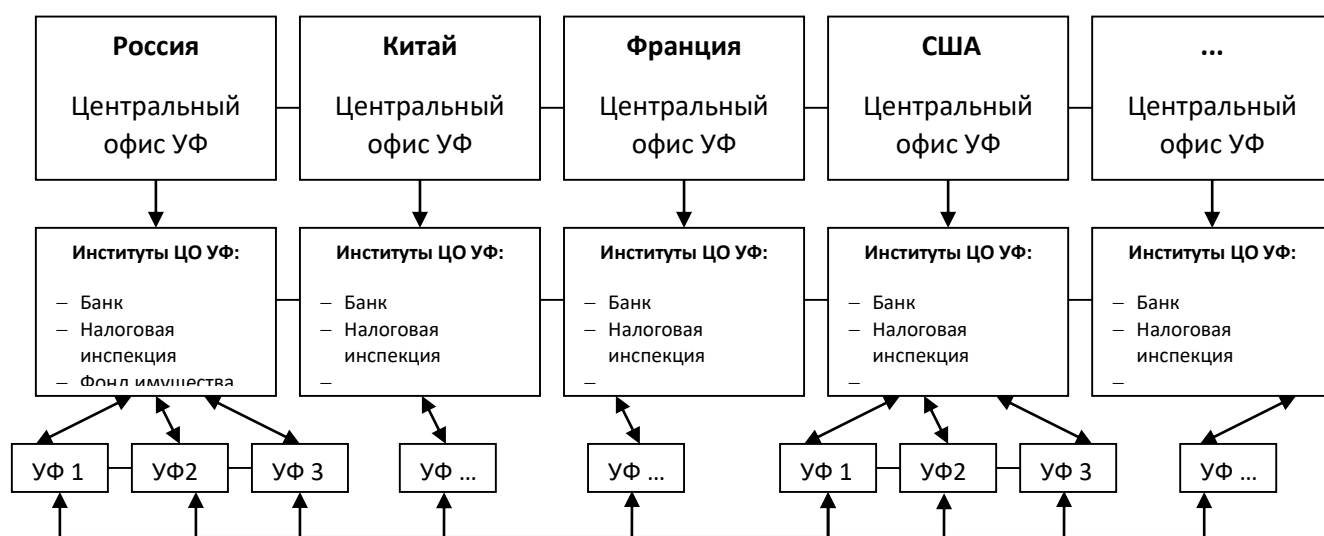 Россия
Центральный
офис УФ
Китай
Центральный
офис УФ
Франция
Центральный
офис УФ
США
Центральный
офис УФ
...
Центральный
офис УФ
Институты ЦО УФ:
– Банк
– Налоговая
инспекция
– Фонд имущества
Институты ЦО УФ:
– Банк
– Налоговая
инспекция
–
Институты ЦО УФ:
– Банк
– Налоговая
инспекция
–
Институты ЦО УФ:
– Банк
– Налоговая
инспекция
–
Институты ЦО УФ:
– Банк
– Налоговая
инспекция
–
УФ 1
УФ2
УФ 3
УФ ...
УФ ...
УФ 1
УФ2
УФ 3
УФ ...